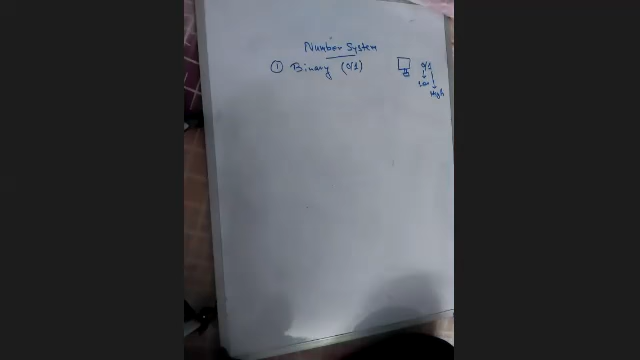 Number System
① Binary (0/1) 0/1
Low
High